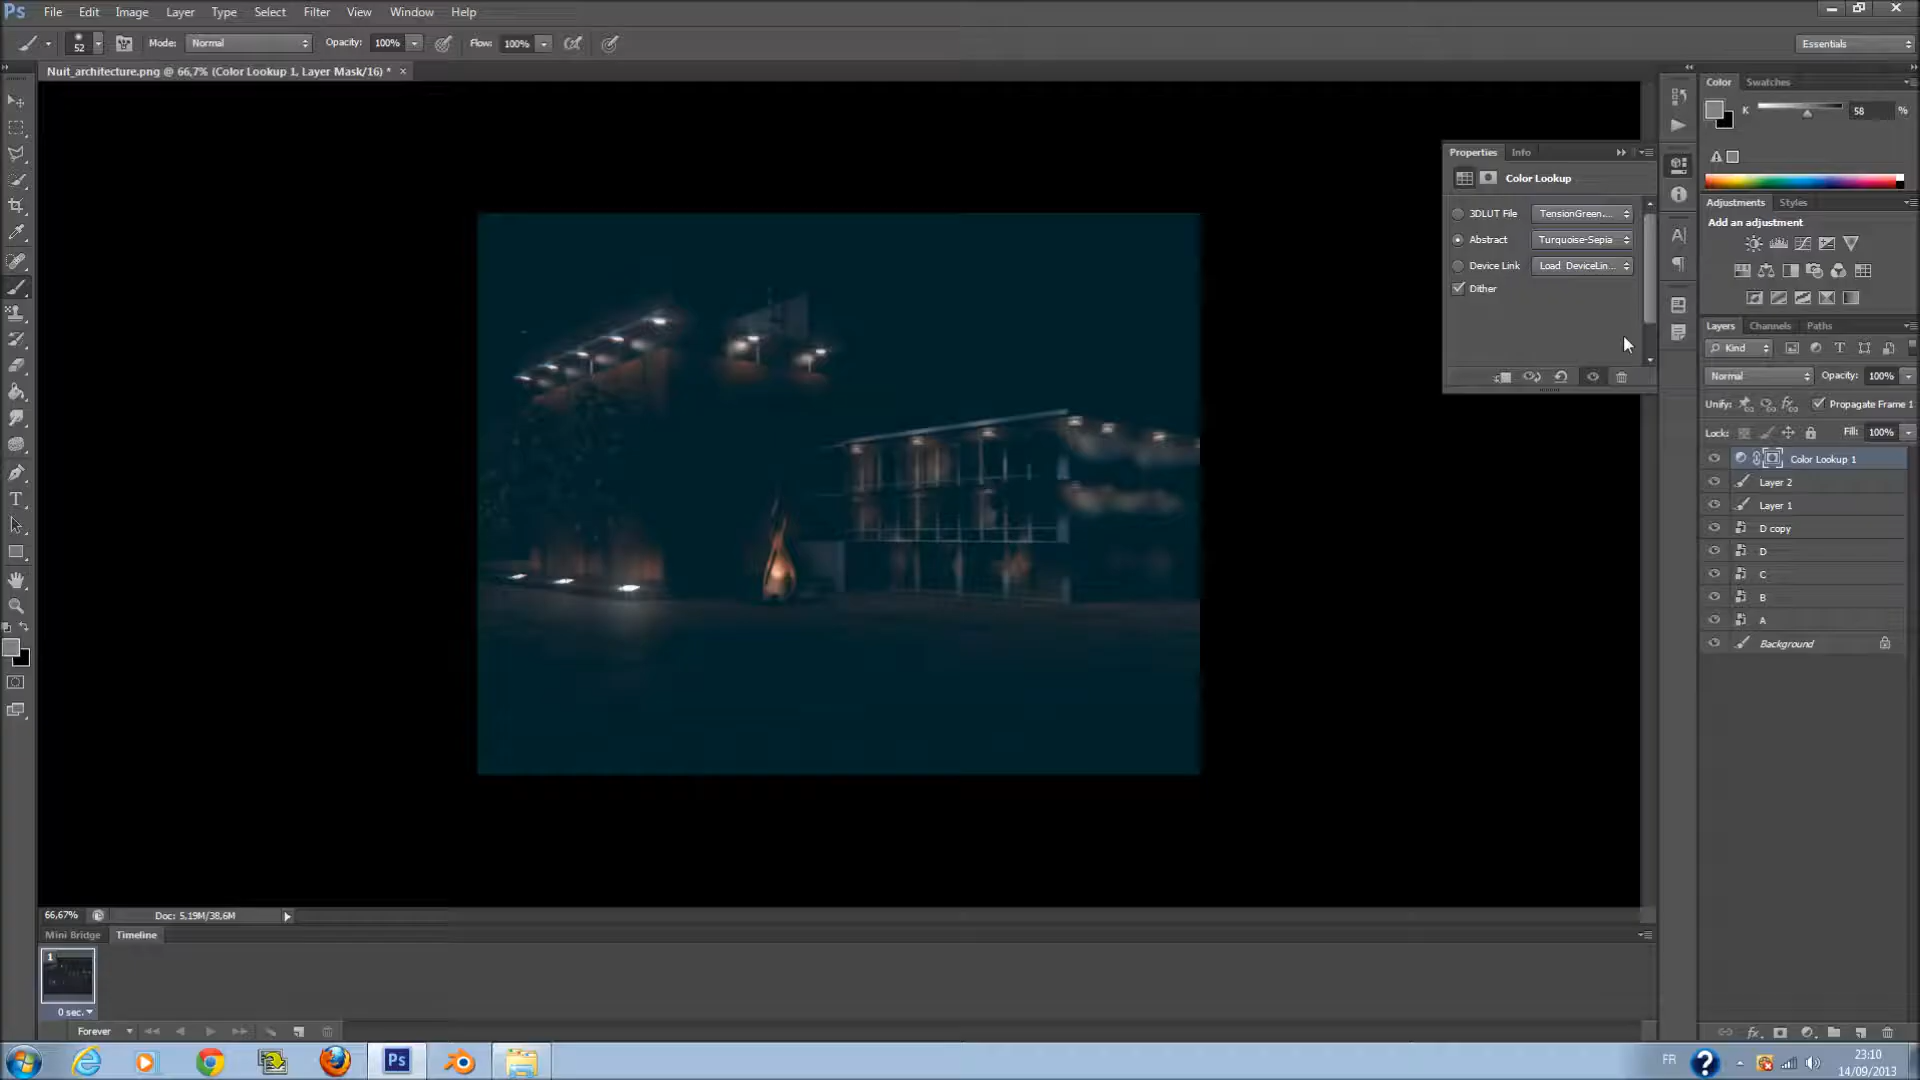 Ps File Edit Image Layer Type Select Filter View Window Help
52 Mode: Normal Opacity: 100% Flow: 100% Essentials
Nuit_architecture.png @ 66,7% (Color Lookup 1, Layer Mask/16) * ×
Color Swatches
K 58 %
Properties Info
Color Lookup
3DLUT File TensionGreen....
Abstract Turquoise-Sepia
Device Link Load DeviceLin...
Dither
Adjustments Styles
Add an adjustment
Layers Channels Paths
Kind
Normal Opacity: 100%
Unify: Propagate Frame 1
Lock: Fill: 100%
Color Lookup 1
Layer 2
Layer 1
D copy
D
C
B
A
Background
66,67% Doc: 5,19M/38,6M
Mini Bridge Timeline
1
0 sec.
Forever
fx
Ps
FR
23:10
14/09/2013